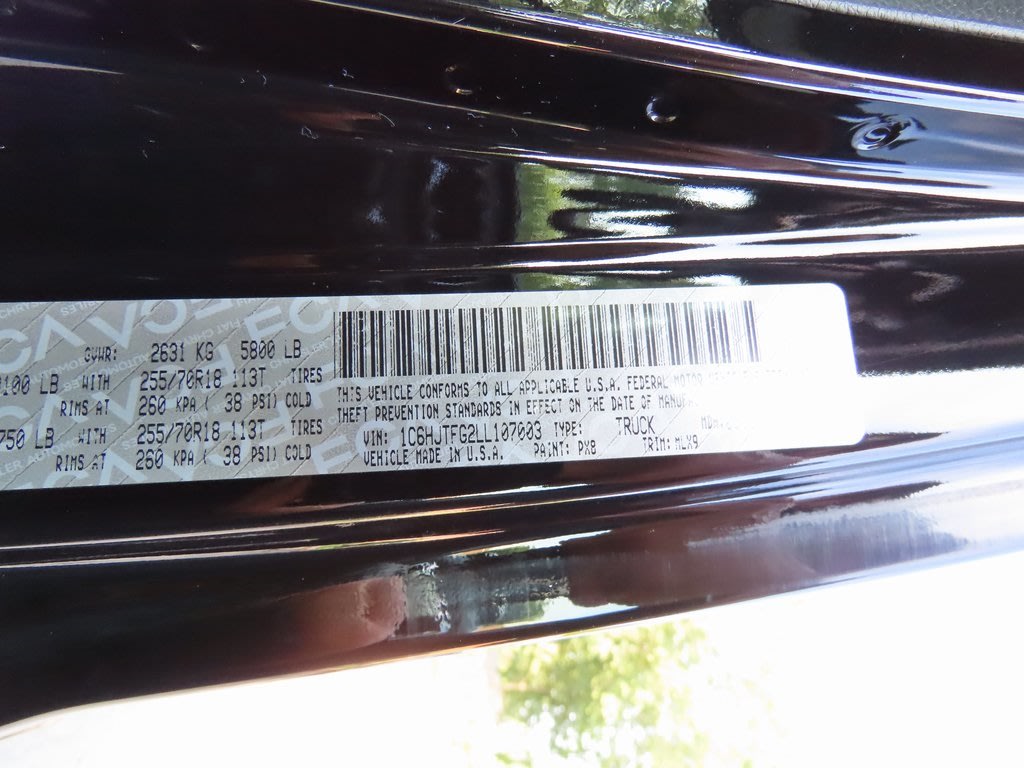 GVWR: 2631 KG 5800 LB
100 LB WITH 255/70R18 113T TIRES
RIMS AT 260 KPA ( 38 PSI) COLD
750 LB WITH 255/70R18 113T TIRES
RIMS AT 260 KPA ( 38 PSI) COLD
THIS VEHICLE CONFORMS TO ALL APPLICABLE U.S.A. FEDERAL MOTOR
THEFT PREVENTION STANDARDS IN EFFECT ON THE DATE OF
VIN: 1C6HJTFG2LL107003 TYPE: TRUCK
VEHICLE MADE IN U.S.A. PAINT: PX8 TRIM: MLX9